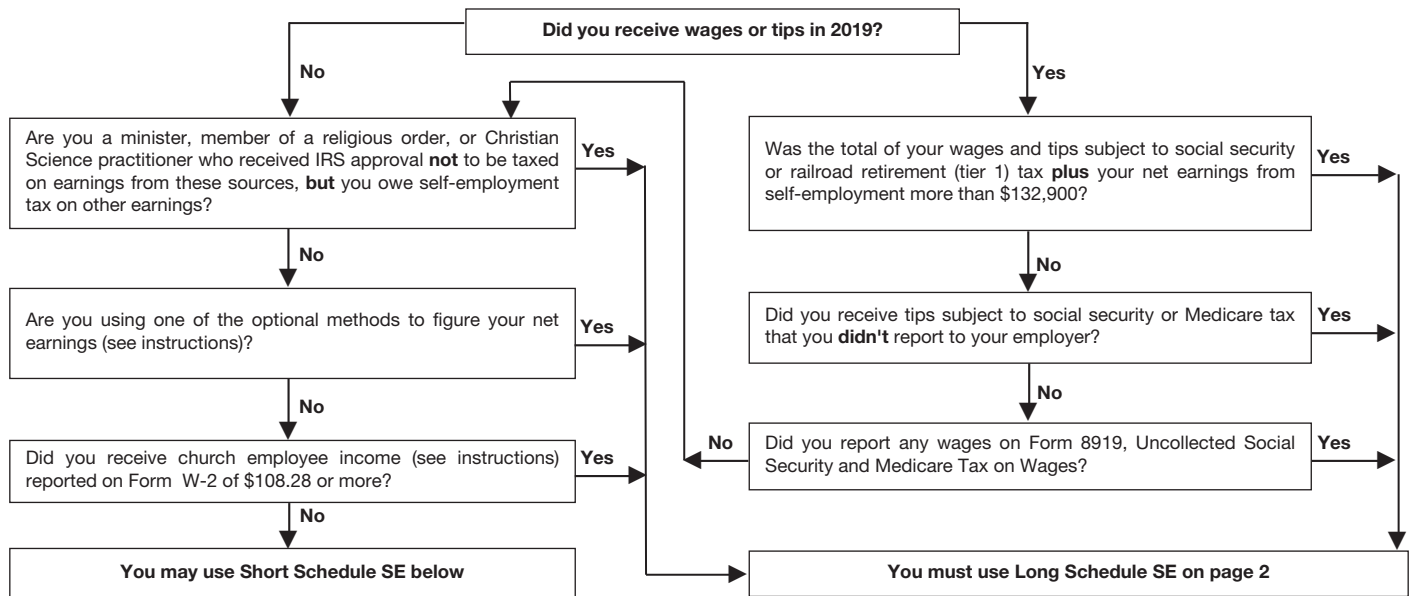 Did you receive wages or tips in 2019?
No
Yes
Are you a minister, member of a religious order, or Christian
Science practitioner who received IRS approval not to be taxed
on earnings from these sources, but you owe self-employment
tax on other earnings?
Yes
Was the total of your wages and tips subject to social security
or railroad retirement (tier 1) tax plus your net earnings from
self-employment more than $132,900?
Yes
No
No
Are you using one of the optional methods to figure your net
earnings (see instructions)?
Yes
Did you receive tips subject to social security or Medicare tax
that you didn't report to your employer?
Yes
No
No
Did you receive church employee income (see instructions)
reported on Form W-2 of $108.28 or more?
Yes
No
Did you report any wages on Form 8919, Uncollected Social
Security and Medicare Tax on Wages?
Yes
No
You may use Short Schedule SE below
You must use Long Schedule SE on page 2